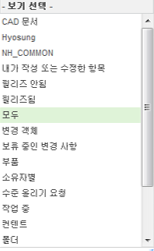 - 보기 선택 -
CAD 문서
Hyosung
NH_COMMON
내가 작성 또는 수정한 항목
릴리즈 안됨
릴리즈됨
모두
변경 객체
보류 중인 변경 사항
부품
소유자별
수준 올리기 요청
작업 중
컨텐트
폴더